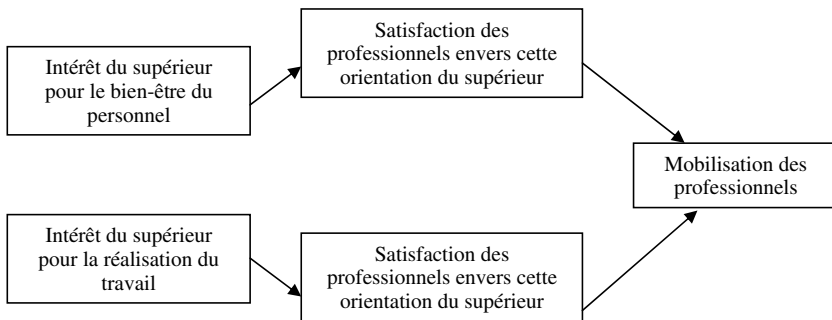 Satisfaction des
professionnels envers cette
orientation du supérieur
Intérêt du supérieur
pour le bien-être du
personnel
Mobilisation des
professionnels
Intérêt du supérieur
pour la réalisation du
travail
Satisfaction des
professionnels envers cette
orientation du supérieur